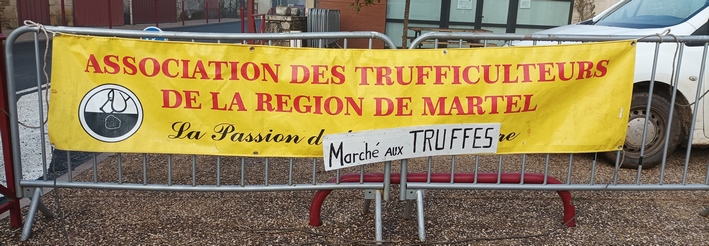 ASSOCIATION DES TRUFFICULTEURS
DE LA REGION DE MARTEL
La Passion d
Marché AUX TRUFFES